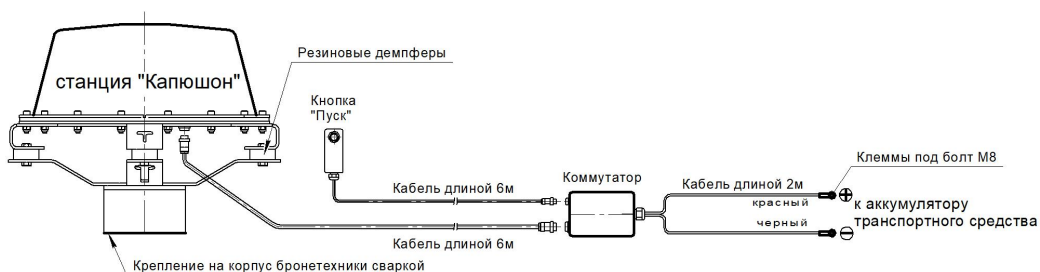 Резиновые демпферы
станция "Капюшон"
Кнопка
"Пуск"
Клеммы под болт М8
Коммутатор
Кабель длиной 6м
Кабель длиной 2м
красный
к аккумулятору
транспортного средства
черный
Кабель длиной 6м
Крепление на корпус бронетехники сваркой